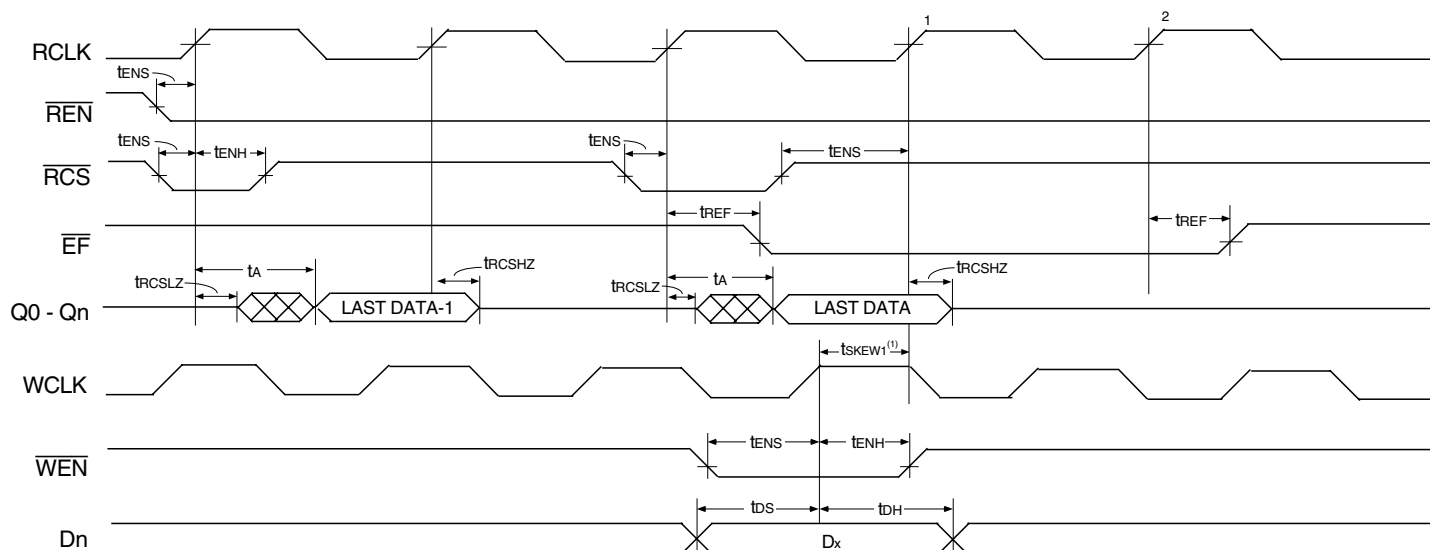 1 2
RCLK
tENS
REN
tENS tENH tENS tENS
RCS
tREF tREF
EF
tA tRCSHZ tA tRCSHZ
tRCSLZ tRCSLZ
Q0 - Qn LAST DATA-1 LAST DATA
tSKEW1(1)
WCLK
tENS tENH
WEN
tDS tDH
Dn Dx